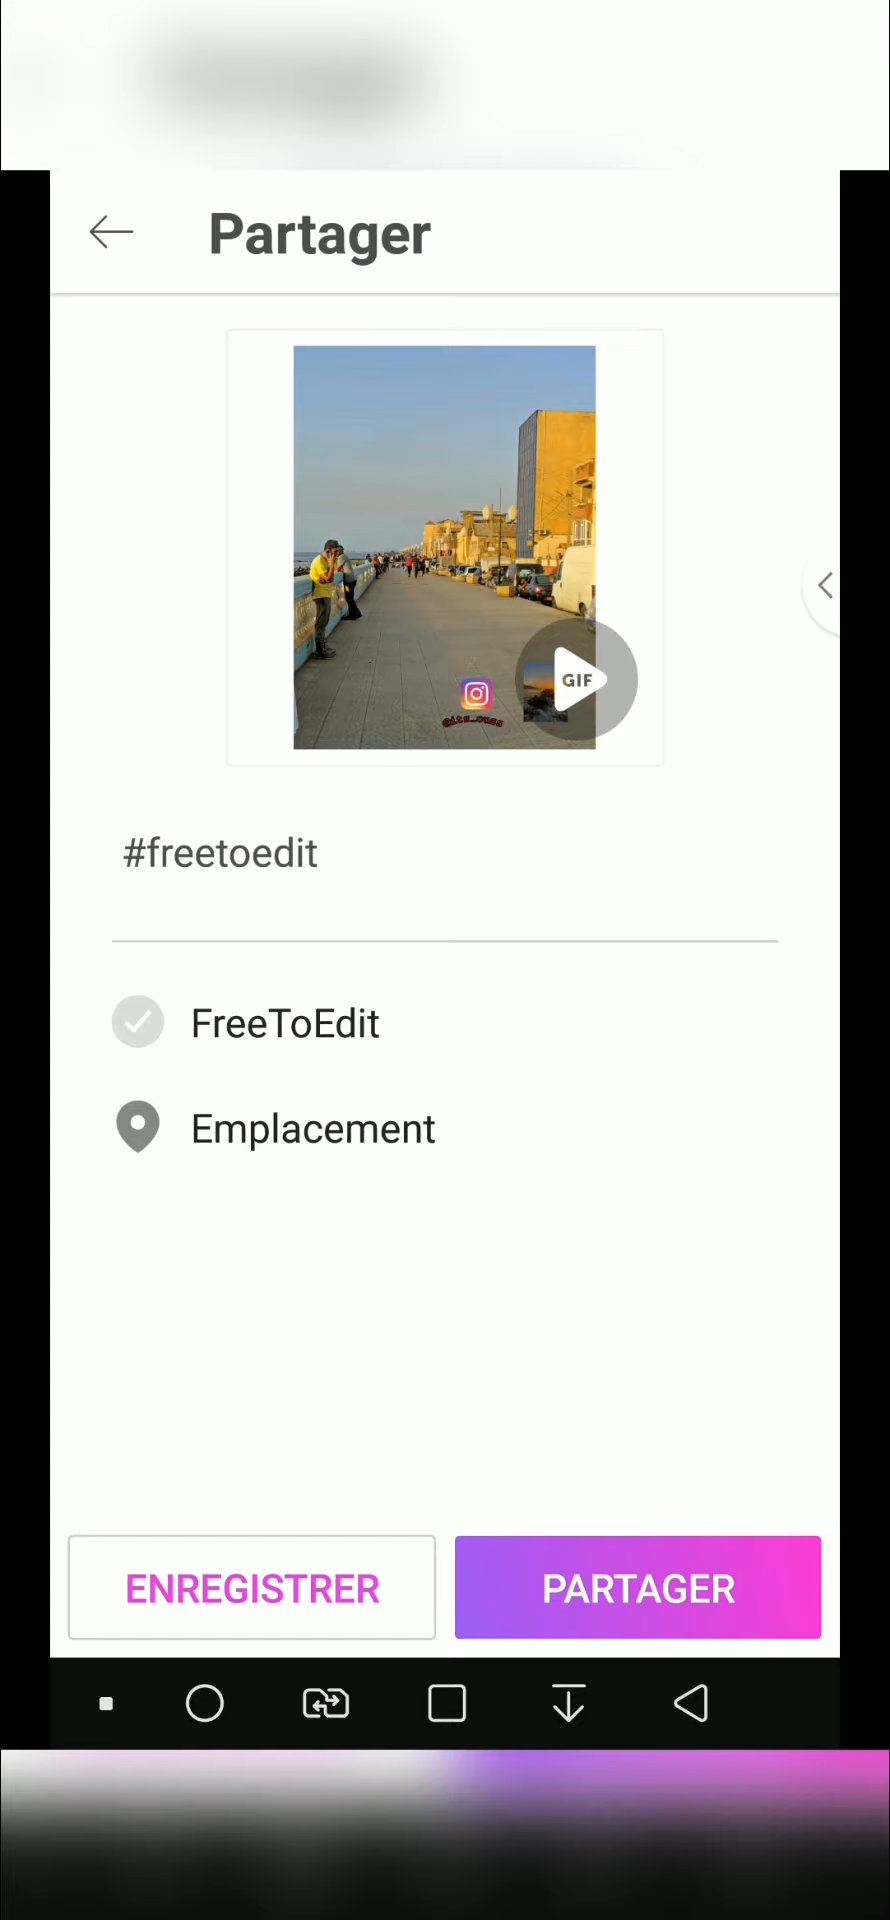 Partager
GIF
#freetoedit
FreeToEdit
Emplacement
ENREGISTRER
PARTAGER